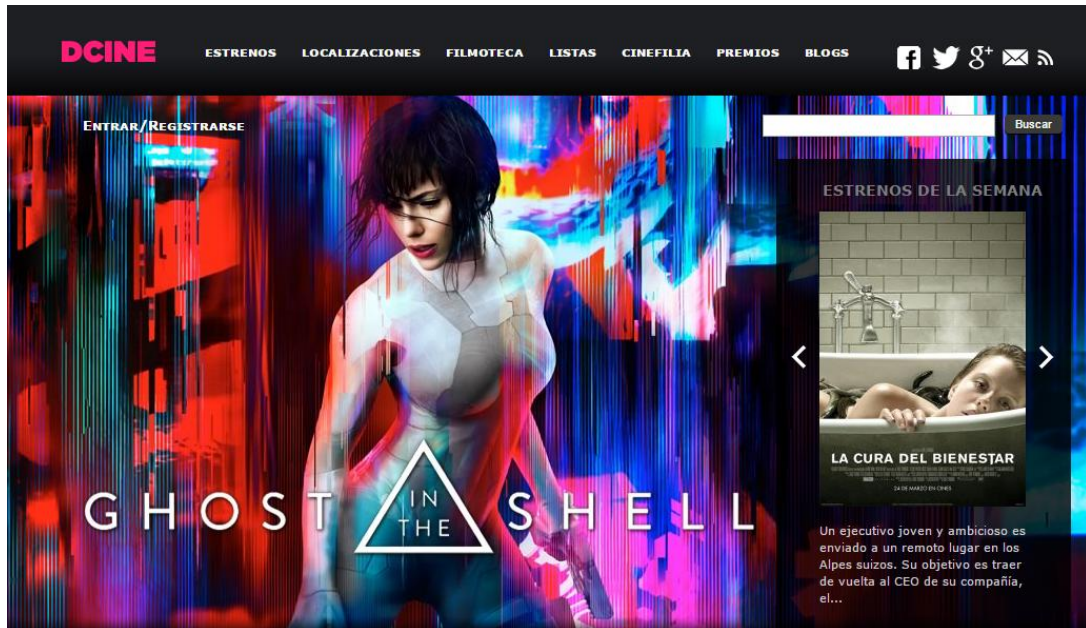 DCINE
ESTRENOS LOCALIZACIONES FILMOTECA LISTAS CINEFILIA PREMIOS BLOGS
ENTRAR/REGISTRARSE
Buscar
ESTRENOS DE LA SEMANA
GHOST IN THE SHELL
LA CURA DEL BIENESTAR
24 DE MARZO EN CINES
Un ejecutivo joven y ambicioso es
enviado a un remoto lugar en los
Alpes suizos. Su objetivo es traer
de vuelta al CEO de su compañía,
el...